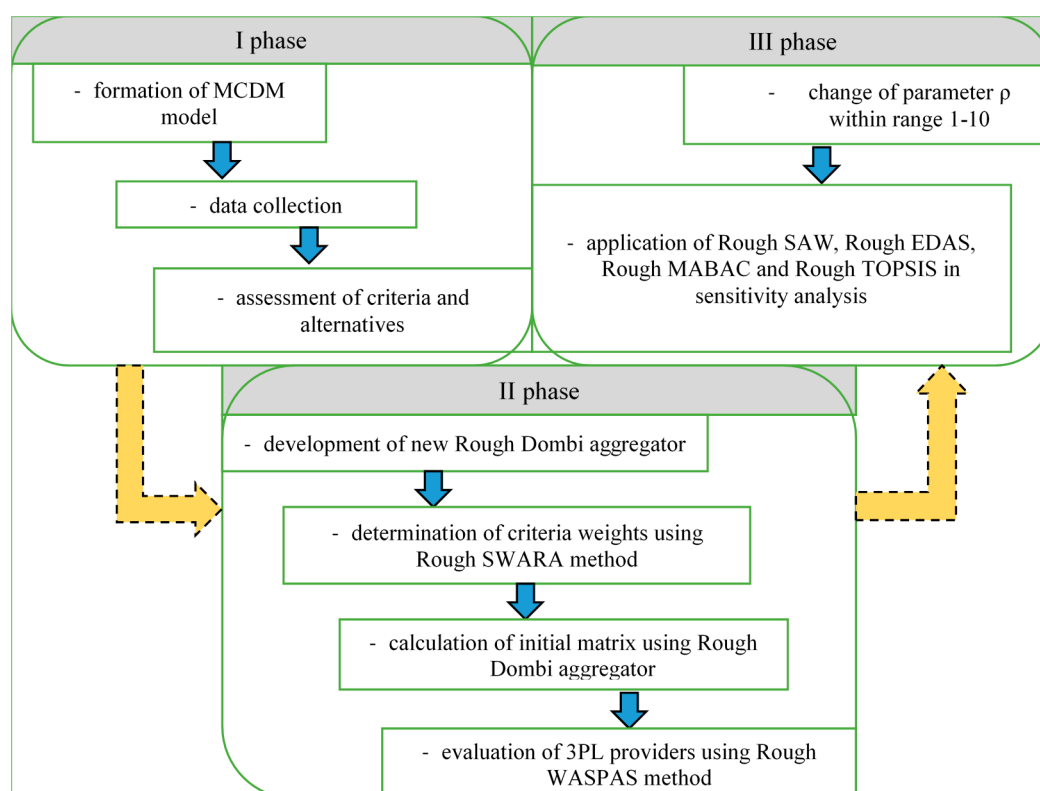 I phase
- formation of MCDM
model
- data collection
- assessment of criteria and
alternatives
III phase
- change of parameter ρ
within range 1-10
- application of Rough SAW, Rough EDAS,
Rough MABAC and Rough TOPSIS in
sensitivity analysis
II phase
- development of new Rough Dombi aggregator
- determination of criteria weights using
Rough SWARA method
- calculation of initial matrix using Rough
Dombi aggregator
- evaluation of 3PL providers using Rough
WASPAS method